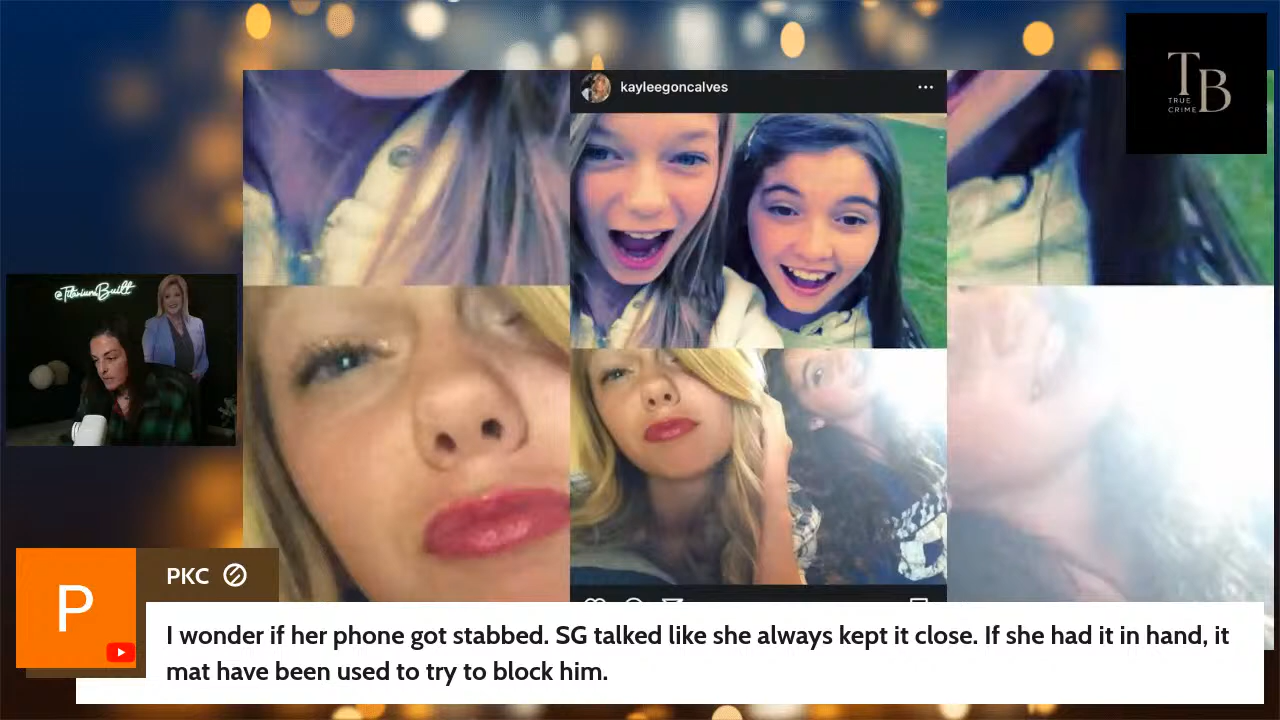 kayleegoncalves
TB
TRUE
CRIME
@TitaniumBuilt
P
PKC
I wonder if her phone got stabbed. SG talked like she always kept it close. If she had it in hand, it
mat have been used to try to block him.